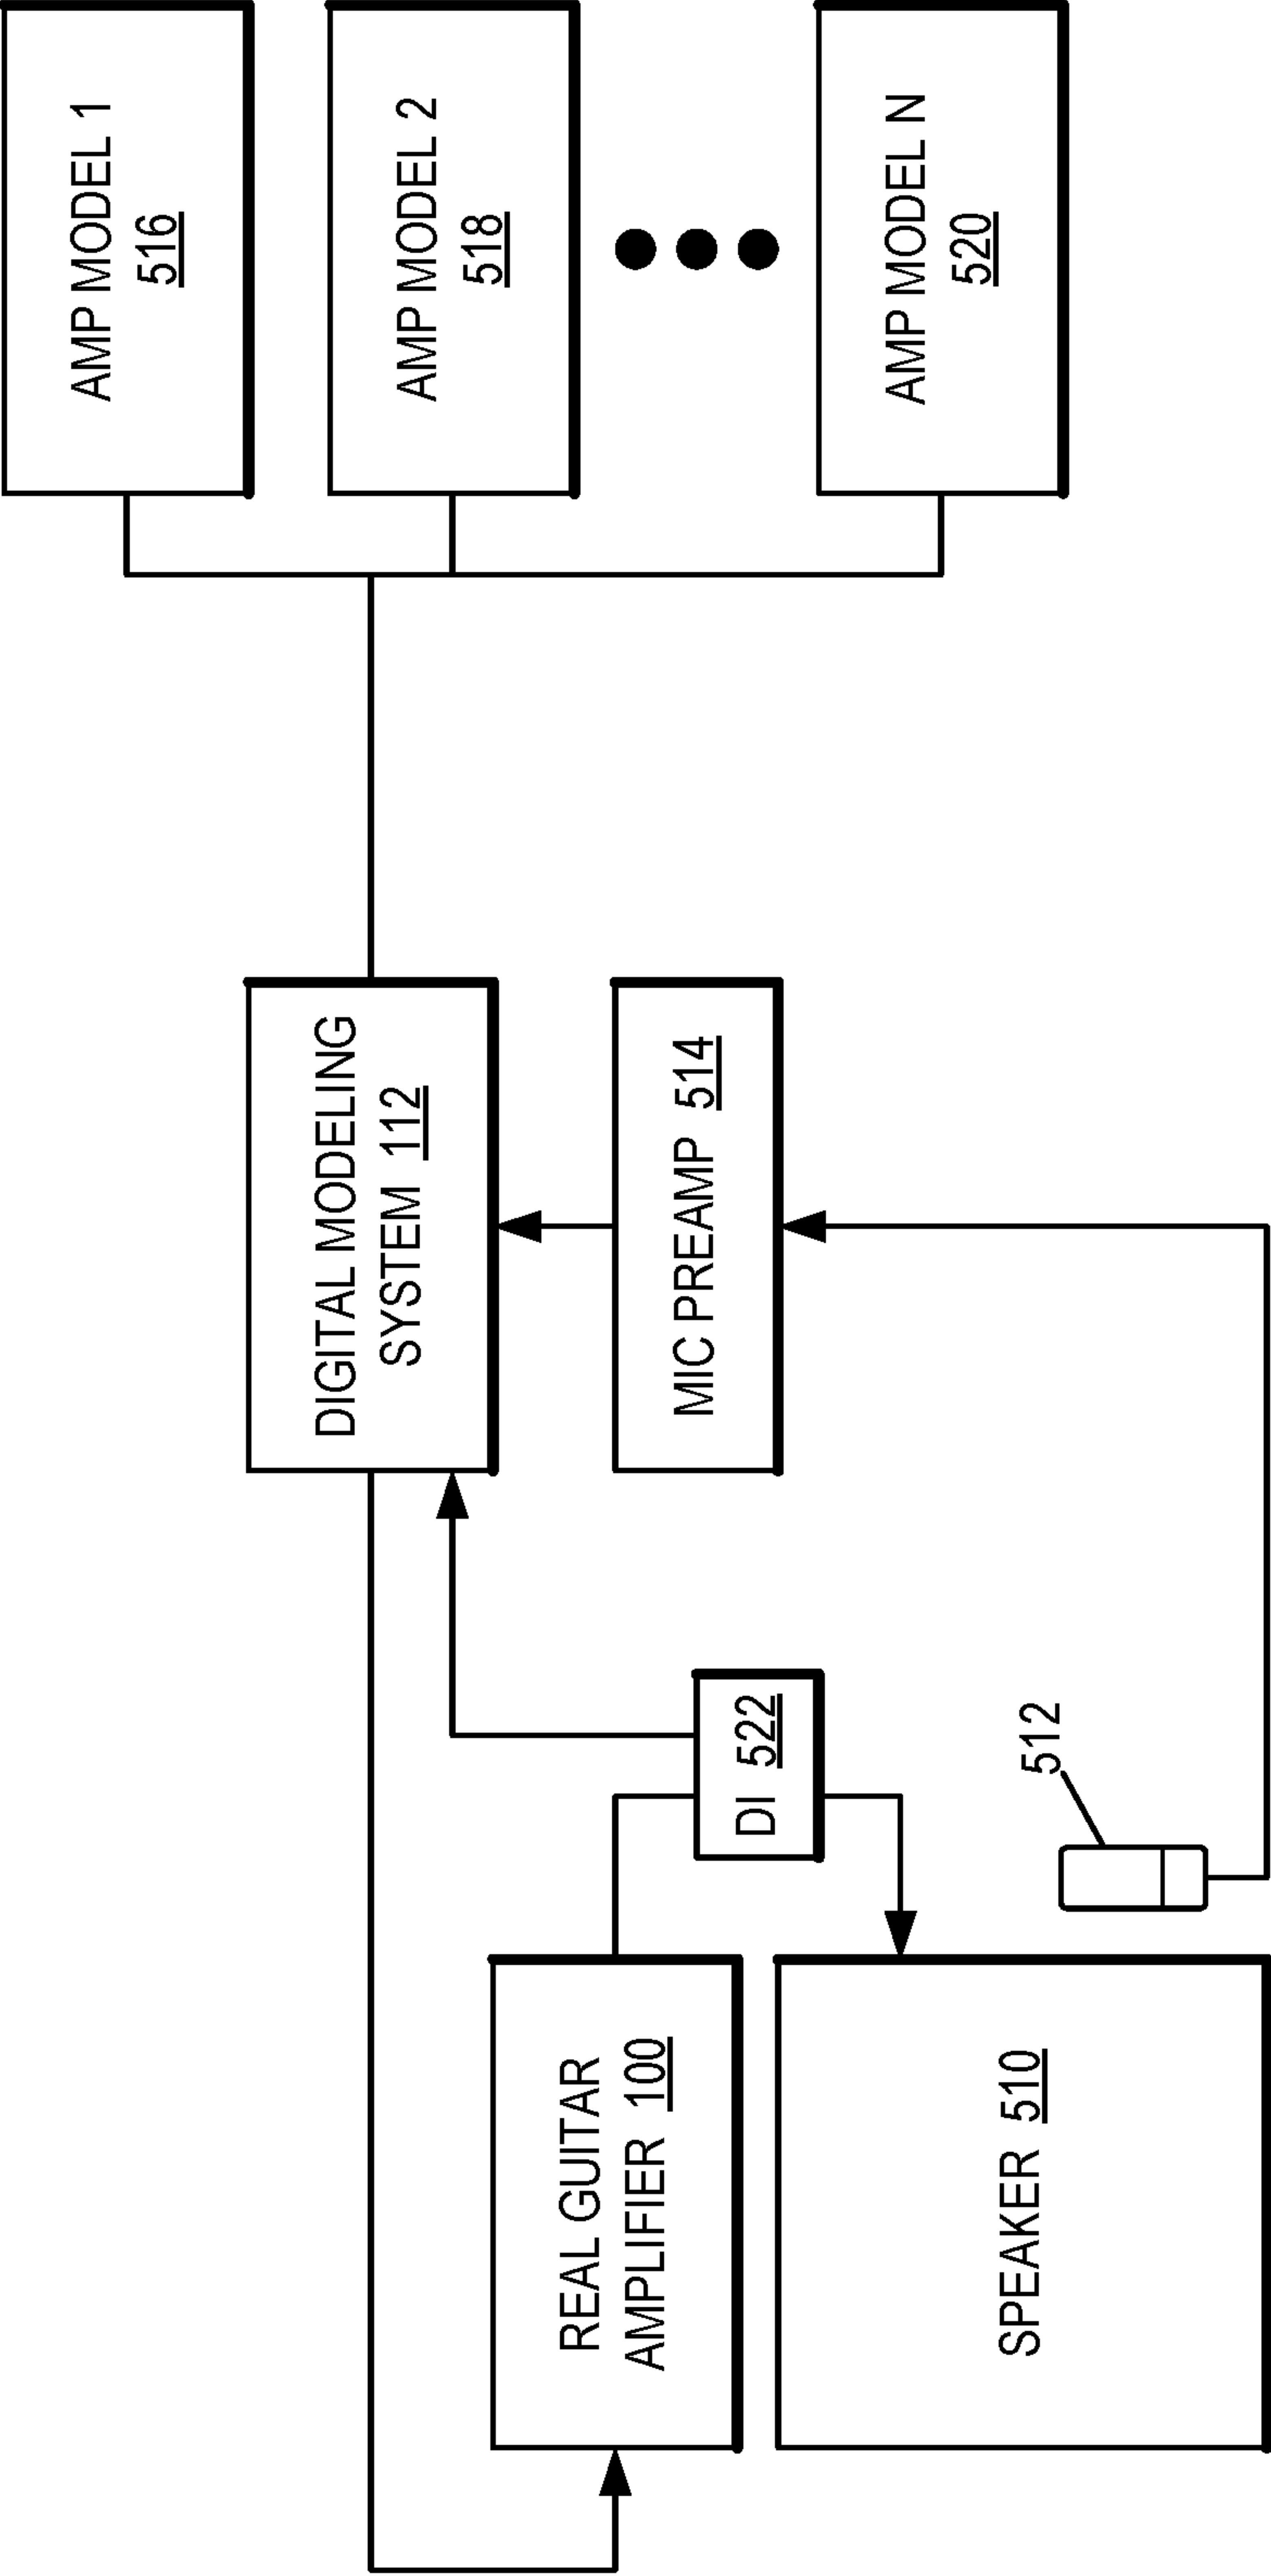 AMP MODEL 1
516
AMP MODEL 2
518
AMP MODEL N
520
DIGITAL MODELING
SYSTEM 112
MIC PREAMP 514
DI 522
512
REAL GUITAR
AMPLIFIER 100
SPEAKER 510